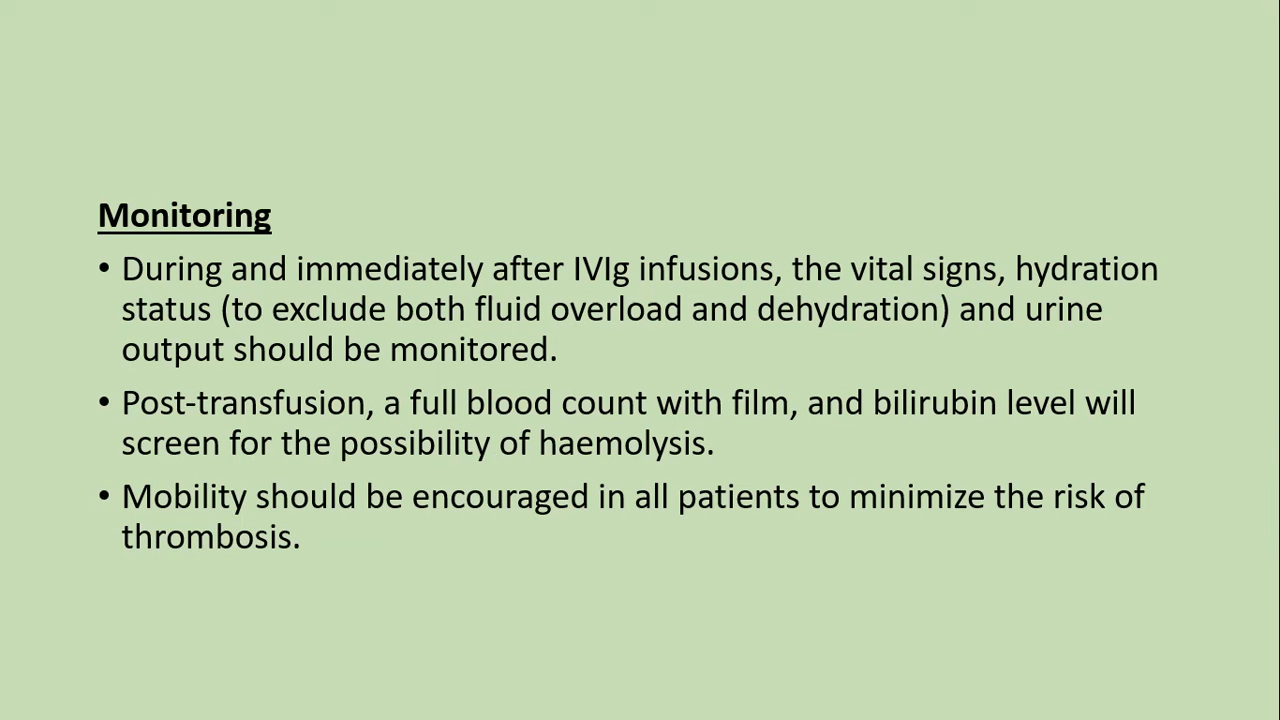 Monitoring
• During and immediately after IVIg infusions, the vital signs, hydration
status (to exclude both fluid overload and dehydration) and urine
output should be monitored.
• Post-transfusion, a full blood count with film, and bilirubin level will
screen for the possibility of haemolysis.
• Mobility should be encouraged in all patients to minimize the risk of
thrombosis.